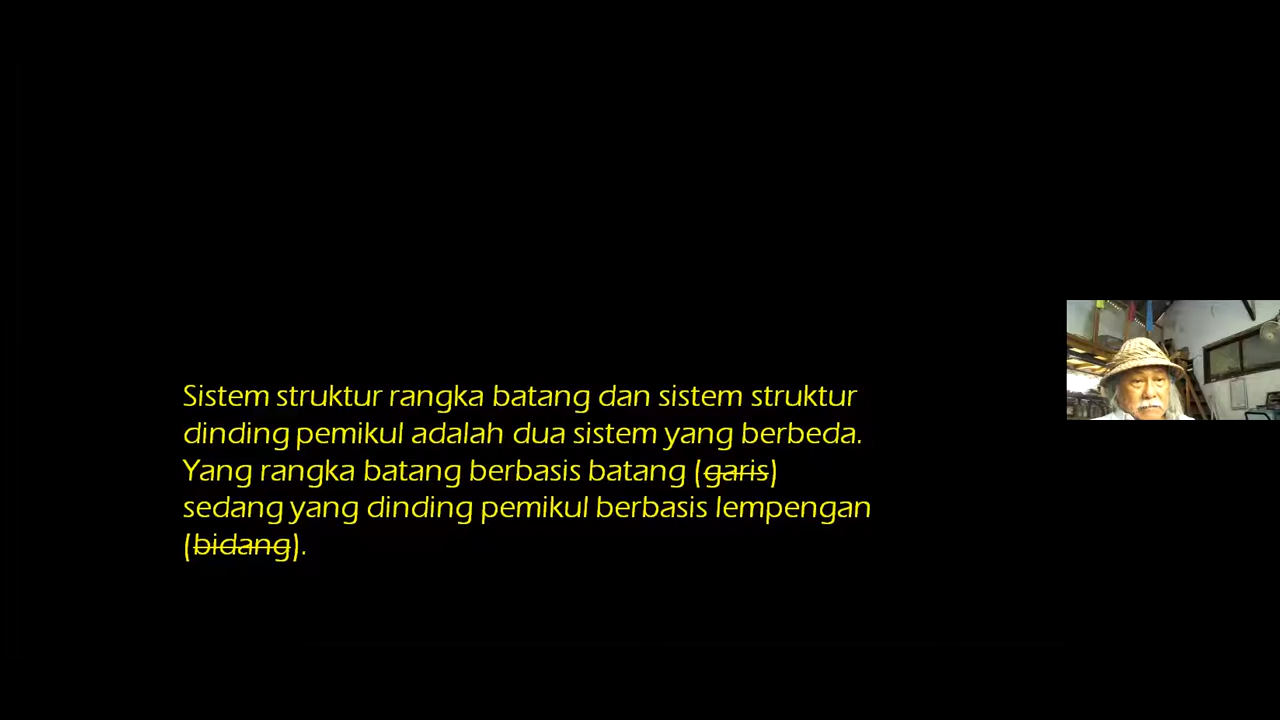 Sistem struktur rangka batang dan sistem struktur
dinding pemikul adalah dua sistem yang berbeda.
Yang rangka batang berbasis batang (garis)
sedang yang dinding pemikul berbasis lempengan
(bidang).